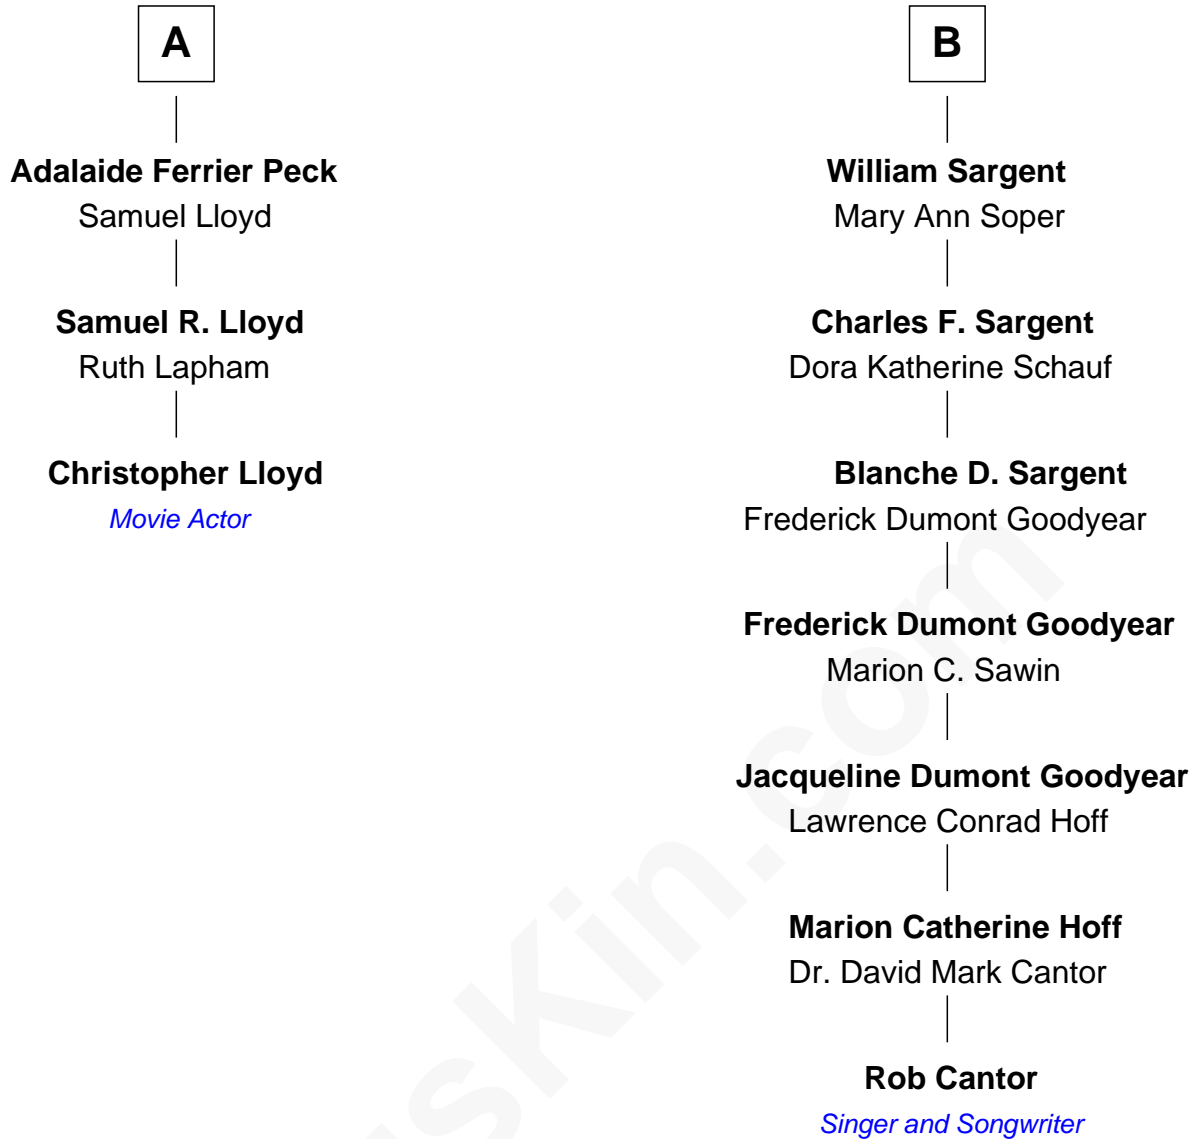 A
Adalaide Ferrier Peck
Samuel Lloyd
Samuel R. Lloyd
Ruth Lapham
Christopher Lloyd
Movie Actor
B
William Sargent
Mary Ann Soper
Charles F. Sargent
Dora Katherine Schauf
Blanche D. Sargent
Frederick Dumont Goodyear
Frederick Dumont Goodyear
Marion C. Sawin
Jacqueline Dumont Goodyear
Lawrence Conrad Hoff
Marion Catherine Hoff
Dr. David Mark Cantor
Rob Cantor
Singer and Songwriter